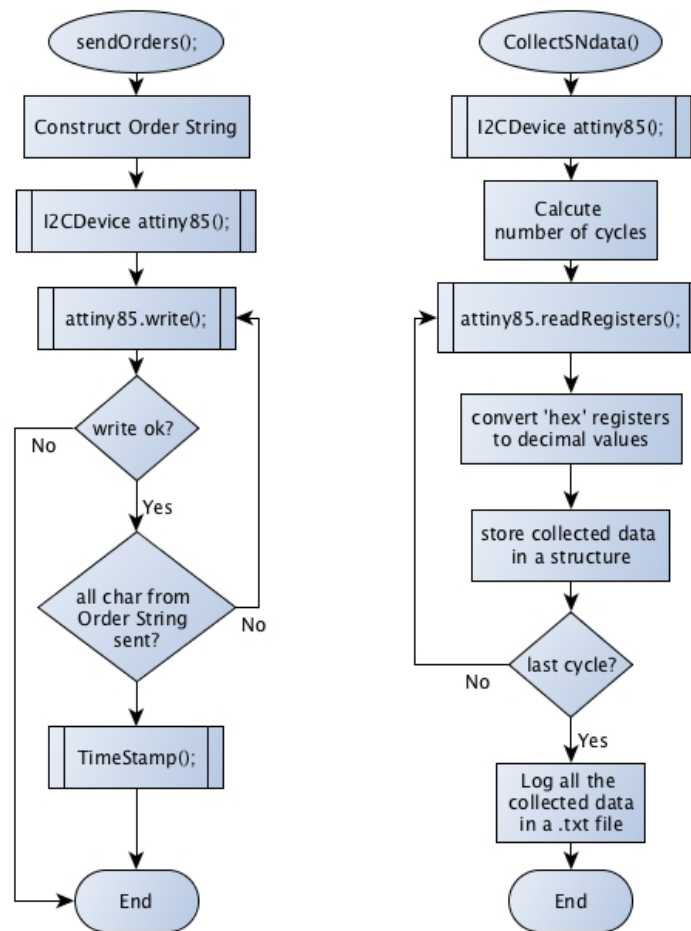 sendOrders();
Construct Order String
I2CDevice attiny85();
attiny85.write();
write ok?
No
Yes
all char from
Order String
sent?
No
TimeStamp();
End
CollectSNdata()
I2CDevice attiny85();
Calcute
number of cycles
attiny85.readRegisters();
convert 'hex' registers
to decimal values
store collected data
in a structure
last cycle?
No
Yes
Log all the
collected data
in a .txt file
End